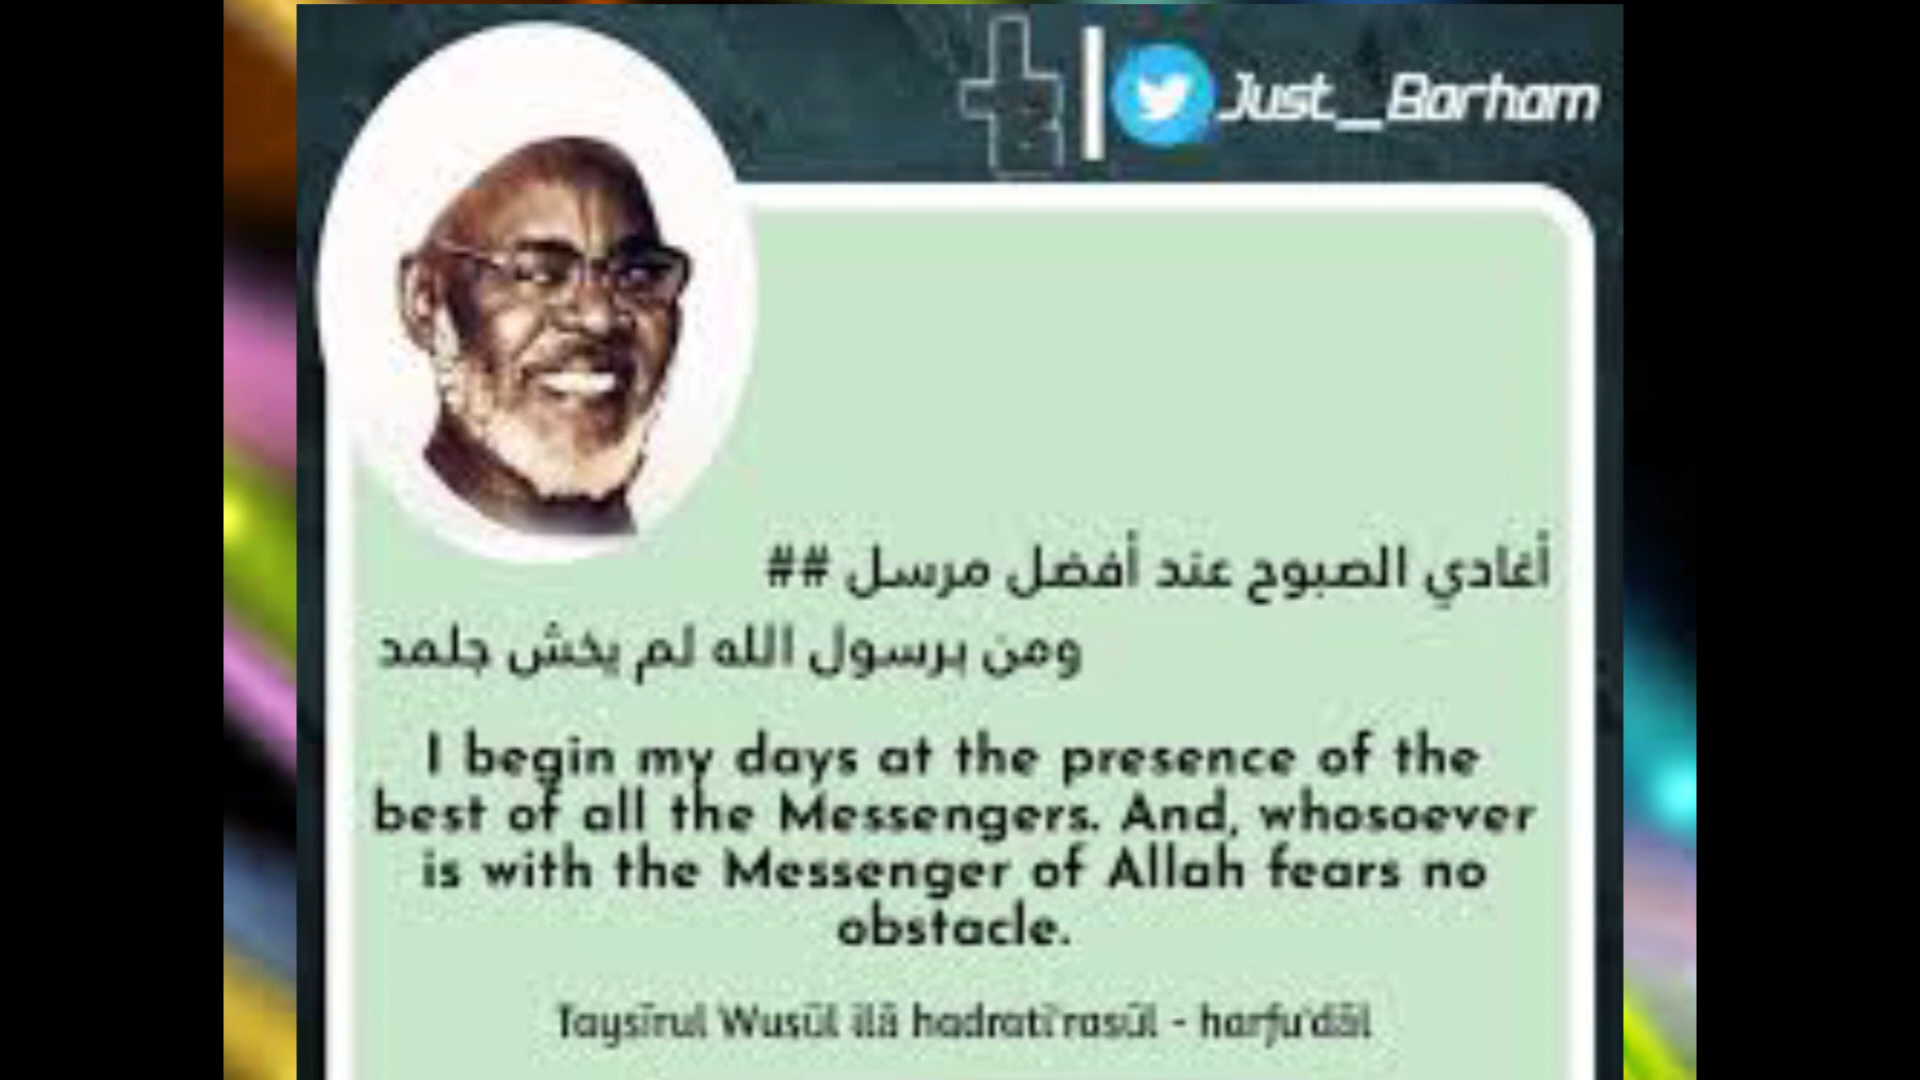 Just_Barham
أغادي الصبوح عند أفضل مرسل ##
ومن برسول الله لم يخش جلمد
I begin my days at the presence of the
best of all the Messengers. And, whosoever
is with the Messenger of Allah fears no
obstacle.
Taysīrul Wusūl ilā hadrati'rasūl - harfu'dāl